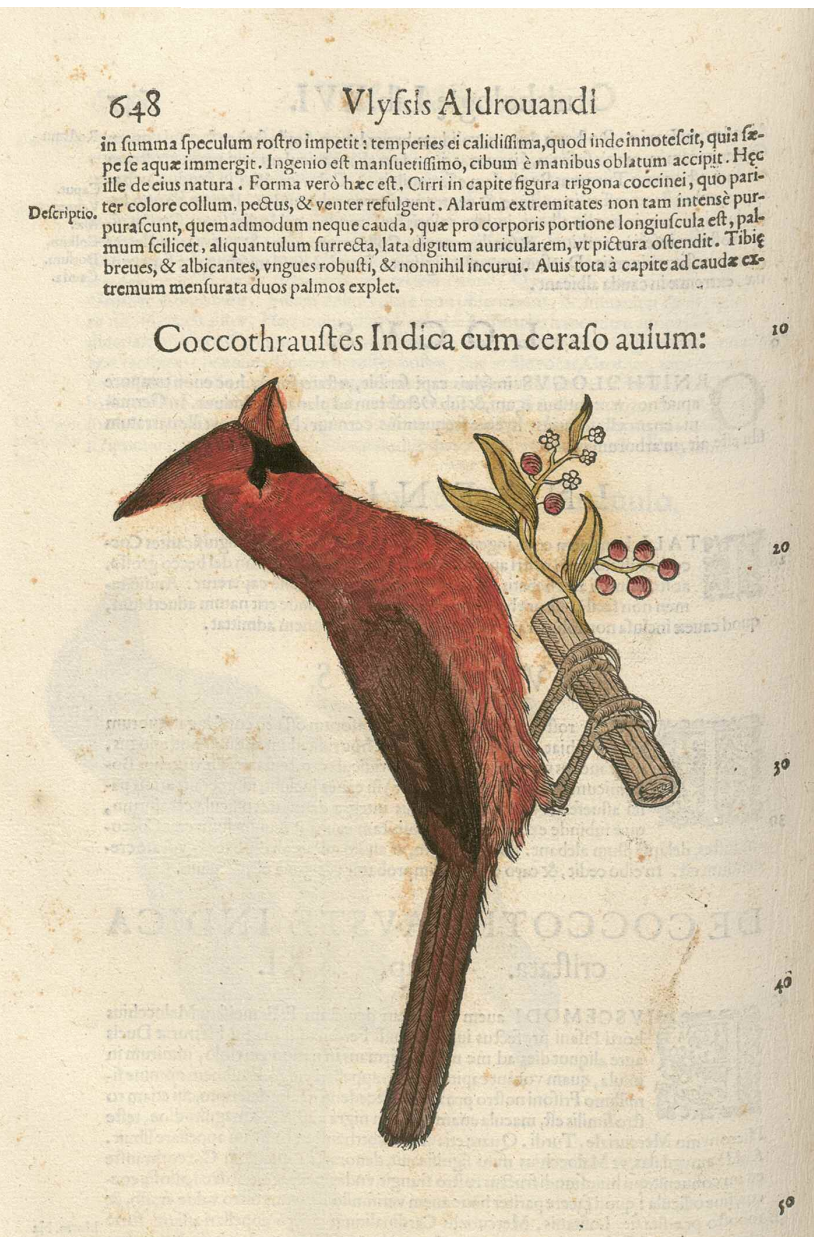 648 Vlyſsis Aldrouandi
in ſumma ſpeculum roſtro impetit : temperies ei calidiſſima, quod inde innoteſcit, quia ſæ-
pe ſe aquæ immergit. Ingenio eſt manſuetiſſimo, cibum è manibus oblatum accipit. Hęc
ille de eius natura. Forma verò hæc eſt. Cirri in capite figura trigona coccinei, quo pari-
Deſcriptio. ter colore collum, pectus, & venter refulgent. Alarum extremitates non tam intensè pur-
puraſcunt, quemadmodum neque cauda, quæ pro corporis portione longiuſcula eſt, pal-
mum ſcilicet, aliquantulum ſurrecta, lata digitum auricularem, vt pictura oſtendit. Tibię
breues, & albicantes, vngues robuſti, & nonnihil incurui. Auis tota à capite ad caudæ ex-
tremum menſurata duos palmos explet.
Coccothrauſtes Indica cum ceraſo auium:
10
20
30
40
50